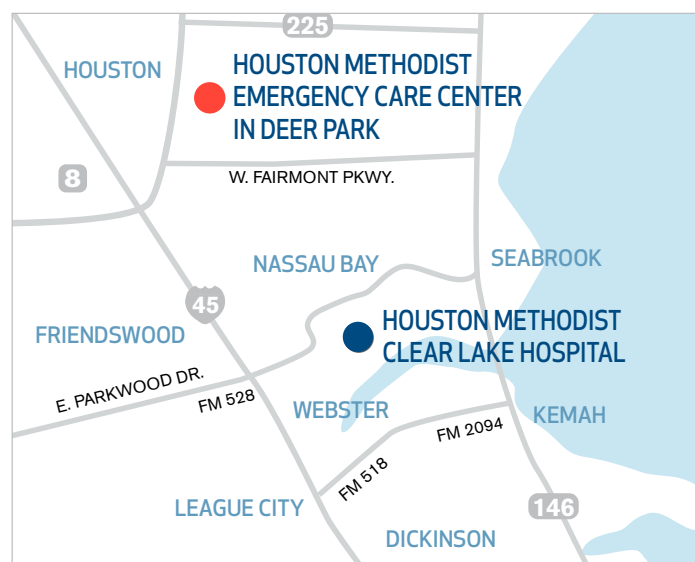 225
HOUSTON
HOUSTON METHODIST
EMERGENCY CARE CENTER
IN DEER PARK
8
W. FAIRMONT PKWY.
NASSAU BAY
SEABROOK
45
FRIENDSWOOD
HOUSTON METHODIST
CLEAR LAKE HOSPITAL
E. PARKWOOD DR.
FM 528
WEBSTER
KEMAH
FM 2094
FM 518
LEAGUE CITY
146
DICKINSON